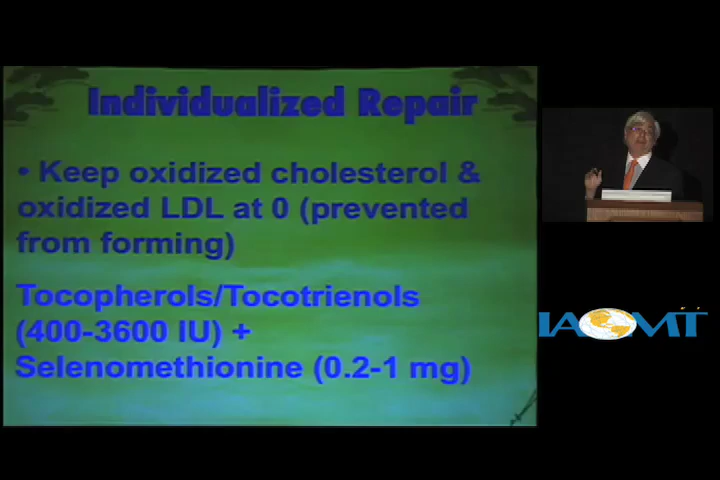 Individualized Repair
• Keep oxidized cholesterol &
oxidized LDL at 0 (prevented
from forming)
Tocopherols/Tocotrienols
(400-3600 IU) +
Selenomethionine (0.2-1 mg)
IAOMT